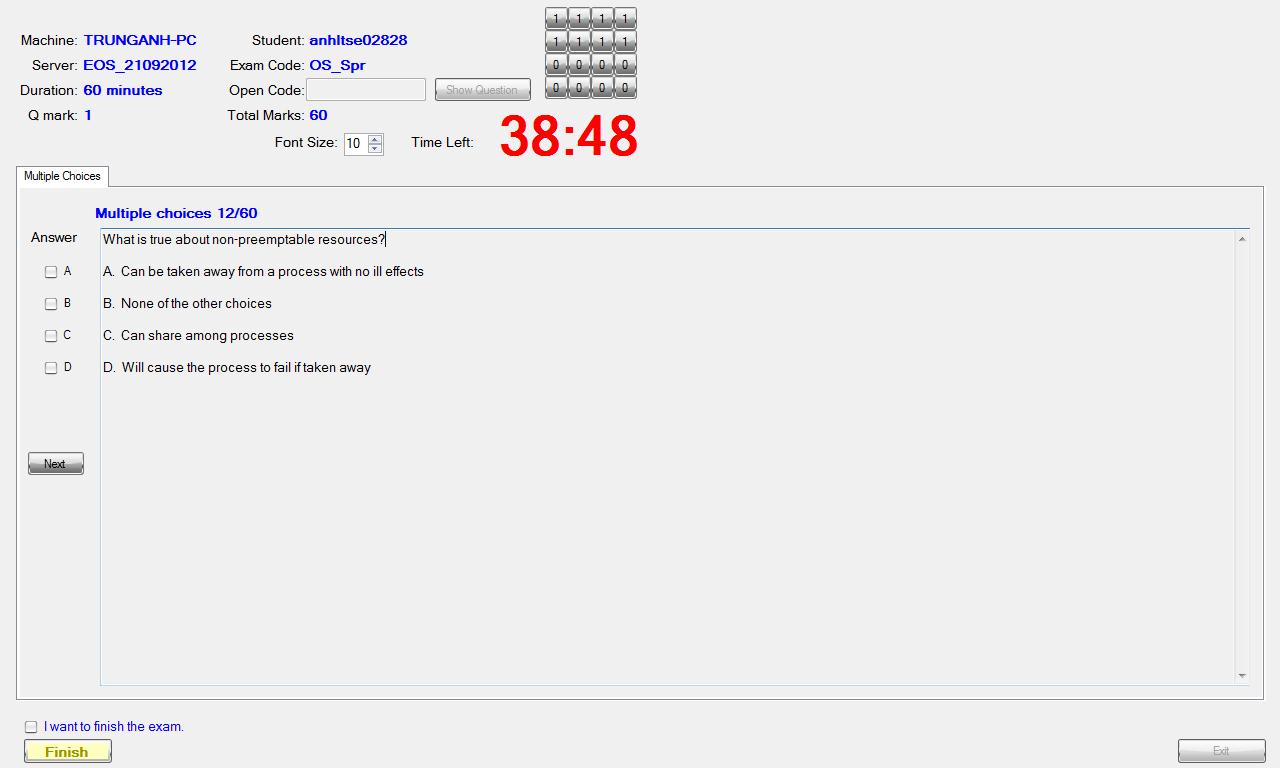 Machine: TRUNGANH-PC Student: anhltse02828
Server: EOS_21092012 Exam Code: OS_Spr
Duration: 60 minutes Open Code: Show Question
Q mark: 1 Total Marks: 60
Font Size: 10 Time Left: 38:48
1 1 1 1
1 1 1 1
0 0 0 0
0 0 0 0
Multiple Choices
Multiple choices 12/60
Answer
What is true about non-preemptable resources?
A A. Can be taken away from a process with no ill effects
B B. None of the other choices
C C. Can share among processes
D D. Will cause the process to fail if taken away
Next
I want to finish the exam.
Finish
Exit